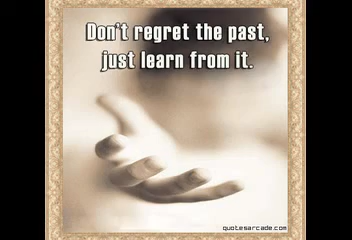 Don't regret the past,
just learn from it.
quotesarcade.com